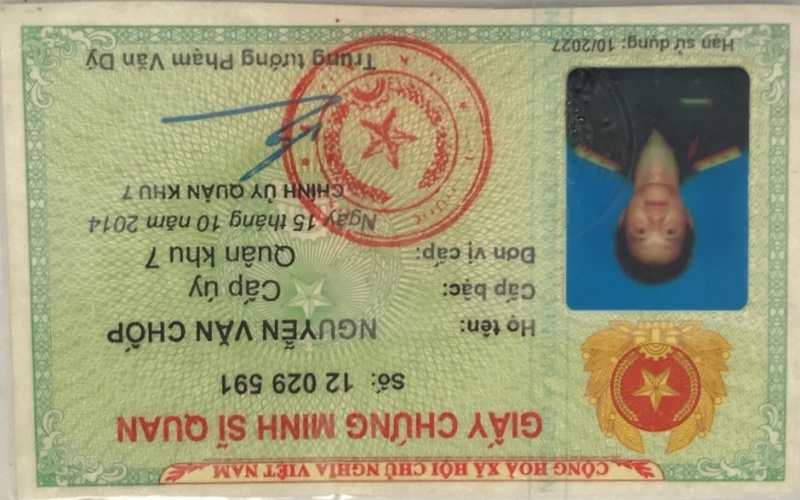 CỘNG HOÀ XÃ HỘI CHỦ NGHĨA VIỆT NAM
GIẤY CHỨNG MINH SĨ QUAN
Số: 12 029 591
Họ tên: NGUYỄN VĂN CHỐP
Cấp bậc: Cấp úy
Đơn vị cấp: Quân khu 7
Ngày 15 tháng 10 năm 2014
CHÍNH ỦY QUÂN KHU 7
Trung tướng Phạm Văn Dỹ
Hạn sử dụng: 10/2027